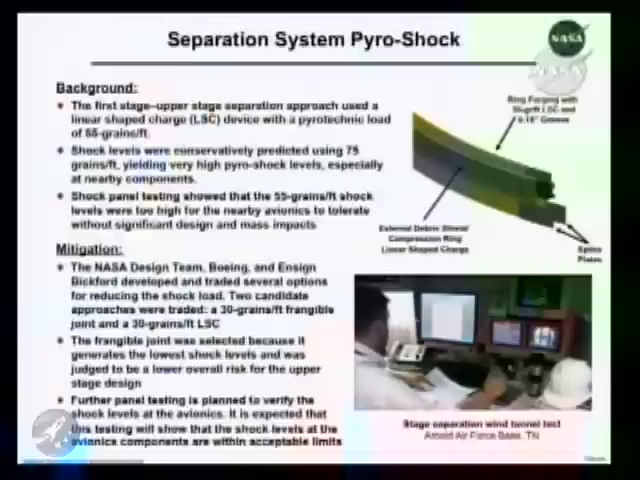 Separation System Pyro-Shock
NASA
Background:
The first stage–upper stage separation approach used a
linear shaped charge (LSC) device with a pyrotechnic load
of 55-grains/ft.
Shock levels were conservatively predicted using 75
grains/ft, yielding very high pyro-shock levels, especially
at nearby components.
Shock panel testing showed that the 55-grains/ft shock
levels were too high for the nearby avionics to tolerate
without significant design and mass impacts
Mitigation:
The NASA Design Team, Boeing, and Ensign
Bickford developed and traded several options
for reducing the shock load. Two candidate
approaches were traded: a 30-grains/ft frangible
joint and a 30-grains/ft LSC
The frangible joint was selected because it
generates the lowest shock levels and was
judged to be a lower overall risk for the upper
stage design
Further panel testing is planned to verify the
shock levels at the avionics. It is expected that
this testing will show that the shock levels at the
avionics components are within acceptable limits
Ring Forging with
LSC and
Groove
External Debris Shield
Compression Ring
Linear Shaped Charge
Splice
Plates
Stage separation wind tunnel test
Arnold Air Force Base, TN